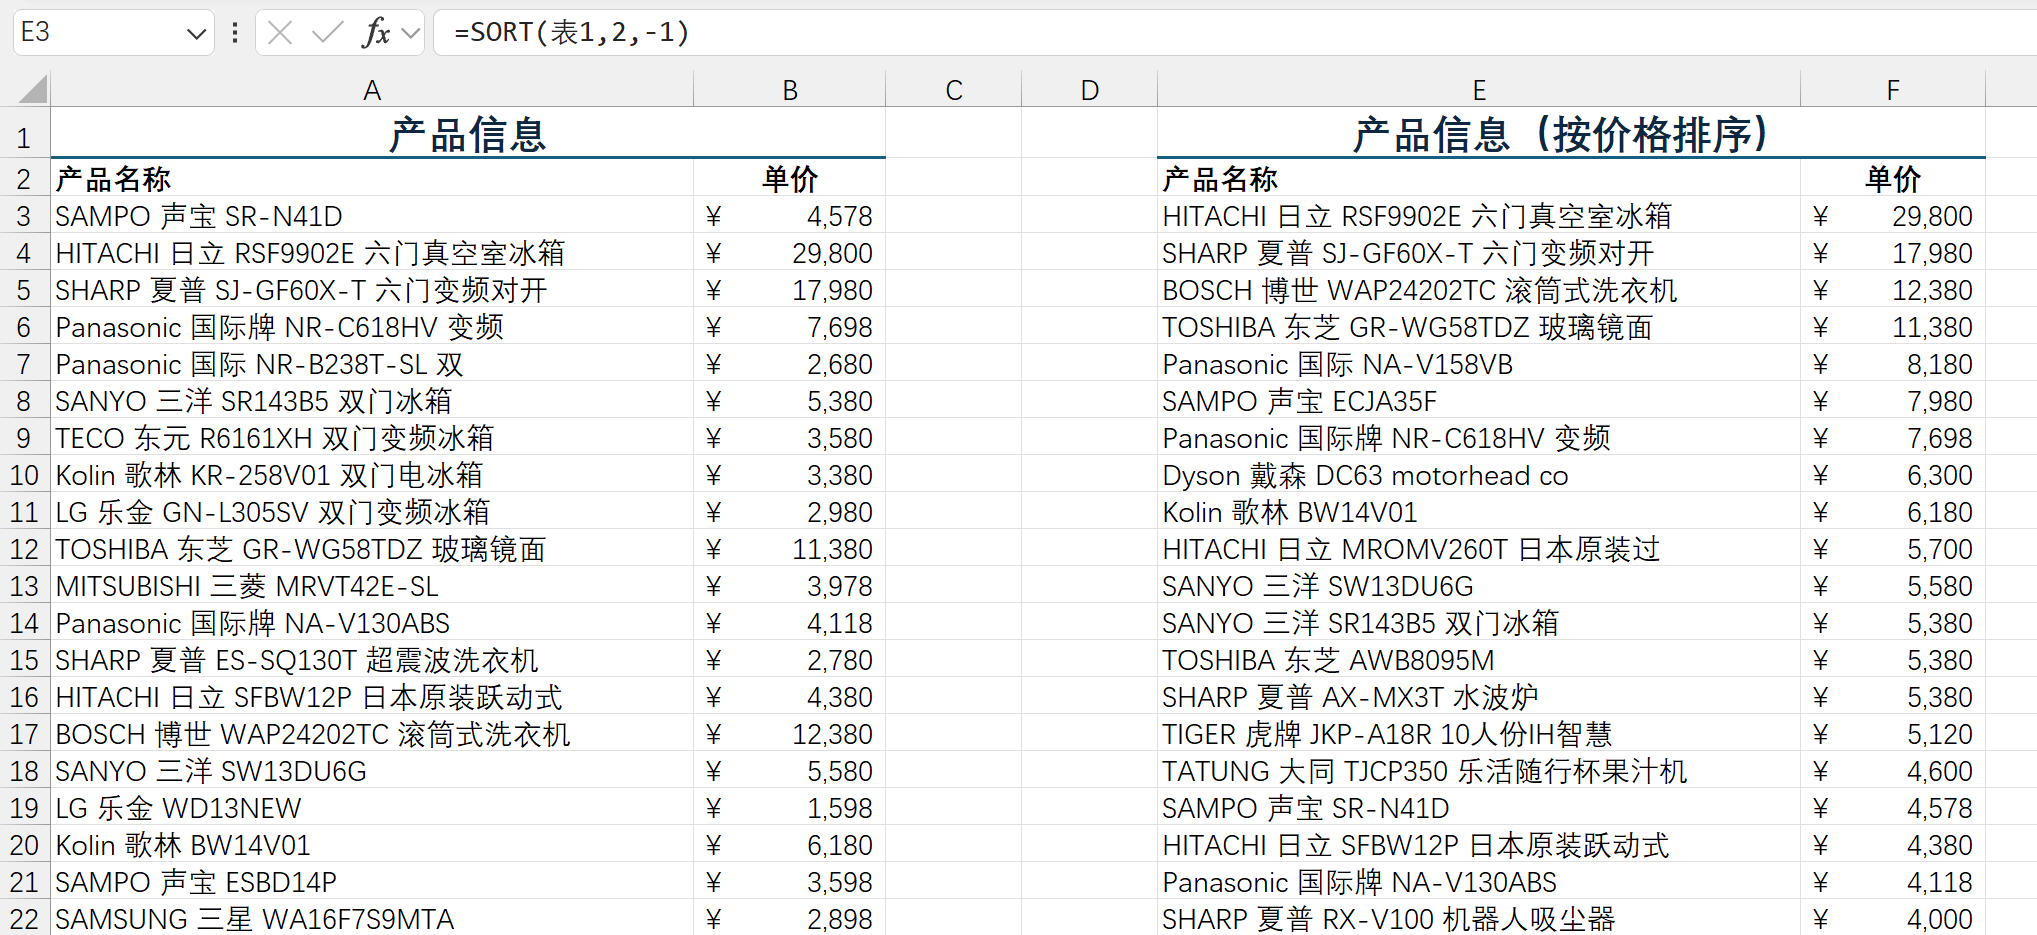 E3 fx =SORT(表1,2,-1)
A B C D E F
1 产品信息 产品信息（按价格排序）
2 产品名称 单价 产品名称 单价
3 SAMPO 声宝 SR-N41D ¥ 4,578 HITACHI 日立 RSF9902E 六门真空室冰箱 ¥ 29,800
4 HITACHI 日立 RSF9902E 六门真空室冰箱 ¥ 29,800 SHARP 夏普 SJ-GF60X-T 六门变频对开 ¥ 17,980
5 SHARP 夏普 SJ-GF60X-T 六门变频对开 ¥ 17,980 BOSCH 博世 WAP24202TC 滚筒式洗衣机 ¥ 12,380
6 Panasonic 国际牌 NR-C618HV 变频 ¥ 7,698 TOSHIBA 东芝 GR-WG58TDZ 玻璃镜面 ¥ 11,380
7 Panasonic 国际 NR-B238T-SL 双 ¥ 2,680 Panasonic 国际 NA-V158VB ¥ 8,180
8 SANYO 三洋 SR143B5 双门冰箱 ¥ 5,380 SAMPO 声宝 ECJA35F ¥ 7,980
9 TECO 东元 R6161XH 双门变频冰箱 ¥ 3,580 Panasonic 国际牌 NR-C618HV 变频 ¥ 7,698
10 Kolin 歌林 KR-258V01 双门电冰箱 ¥ 3,380 Dyson 戴森 DC63 motorhead co ¥ 6,300
11 LG 乐金 GN-L305SV 双门变频冰箱 ¥ 2,980 Kolin 歌林 BW14V01 ¥ 6,180
12 TOSHIBA 东芝 GR-WG58TDZ 玻璃镜面 ¥ 11,380 HITACHI 日立 MROMV260T 日本原装过 ¥ 5,700
13 MITSUBISHI 三菱 MRVT42E-SL ¥ 3,978 SANYO 三洋 SW13DU6G ¥ 5,580
14 Panasonic 国际牌 NA-V130ABS ¥ 4,118 SANYO 三洋 SR143B5 双门冰箱 ¥ 5,380
15 SHARP 夏普 ES-SQ130T 超震波洗衣机 ¥ 2,780 TOSHIBA 东芝 AWB8095M ¥ 5,380
16 HITACHI 日立 SFBW12P 日本原装跃动式 ¥ 4,380 SHARP 夏普 AX-MX3T 水波炉 ¥ 5,380
17 BOSCH 博世 WAP24202TC 滚筒式洗衣机 ¥ 12,380 TIGER 虎牌 JKP-A18R 10人份IH智慧 ¥ 5,120
18 SANYO 三洋 SW13DU6G ¥ 5,580 TATUNG 大同 TJCP350 乐活随行杯果汁机 ¥ 4,600
19 LG 乐金 WD13NEW ¥ 1,598 SAMPO 声宝 SR-N41D ¥ 4,578
20 Kolin 歌林 BW14V01 ¥ 6,180 HITACHI 日立 SFBW12P 日本原装跃动式 ¥ 4,380
21 SAMPO 声宝 ESBD14P ¥ 3,598 Panasonic 国际牌 NA-V130ABS ¥ 4,118
22 SAMSUNG 三星 WA16F7S9MTA ¥ 2,898 SHARP 夏普 RX-V100 机器人吸尘器 ¥ 4,000